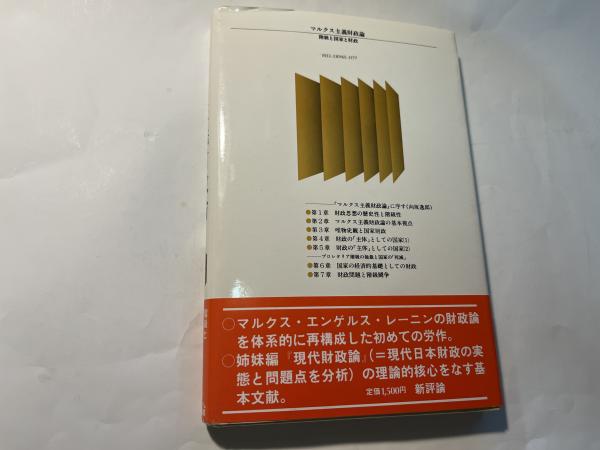 マルクス主義財政論
階級と国家と財政
「マルクス主義財政論」に序す(向坂逸郎)
●第1章 財政思想の歴史性と階級性
●第2章 マルクス主義財政論の基本視点
●第3章 唯物史観と国家財政
●第4章 財政の「主体」としての国家(1)
●第5章 財政の「主体」としての国家(2)
プロレタリア階級の独裁と国家の「死滅」
●第6章 国家の経済的基礎としての財政
●第7章 財政問題と階級闘争
○マルクス・エンゲルス・レーニンの財政論
を体系的に再構成した初めての労作。
○姉妹編『現代財政論』(=現代日本財政の実
態と問題点を分析)の理論的核心をなす基
本文献。
定価1,500円 新評論